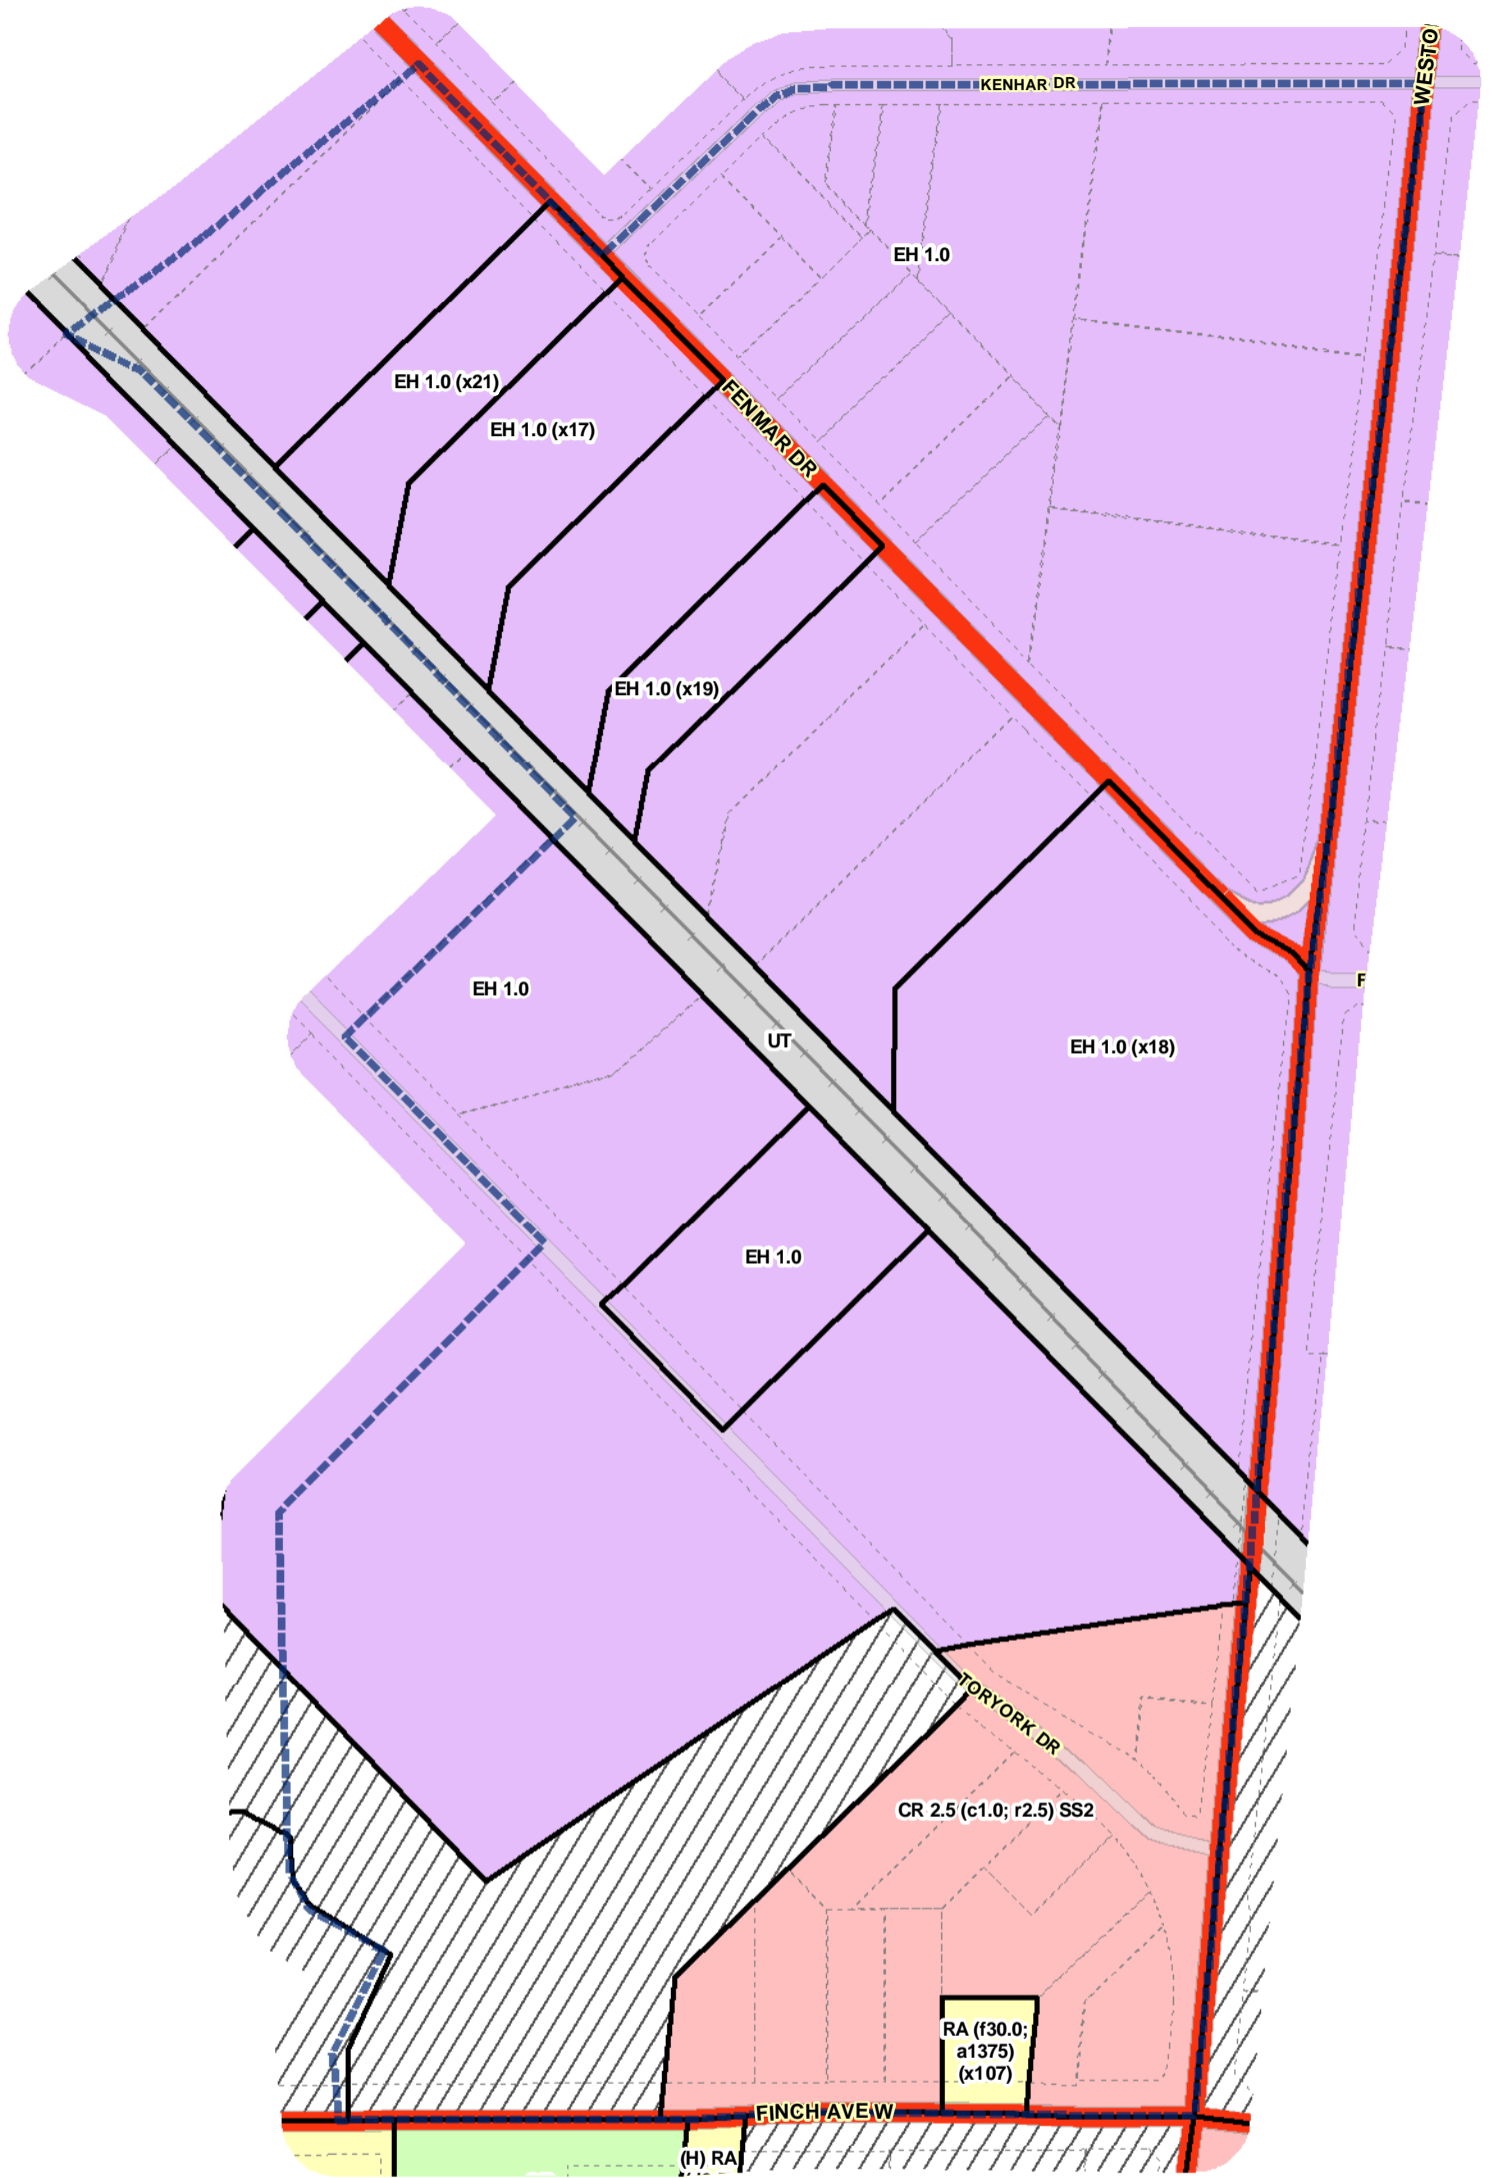 WESTO
KENHAR DR
EH 1.0
EH 1.0 (x21)
EH 1.0 (x17)
FENMAR DR
EH 1.0 (x19)
F
EH 1.0
UT
EH 1.0 (x18)
EH 1.0
TORYORK DR
CR 2.5 (c1.0; r2.5) SS2
RA (f30.0;
a1375)
(x107)
FINCH AVE W
(H) RA